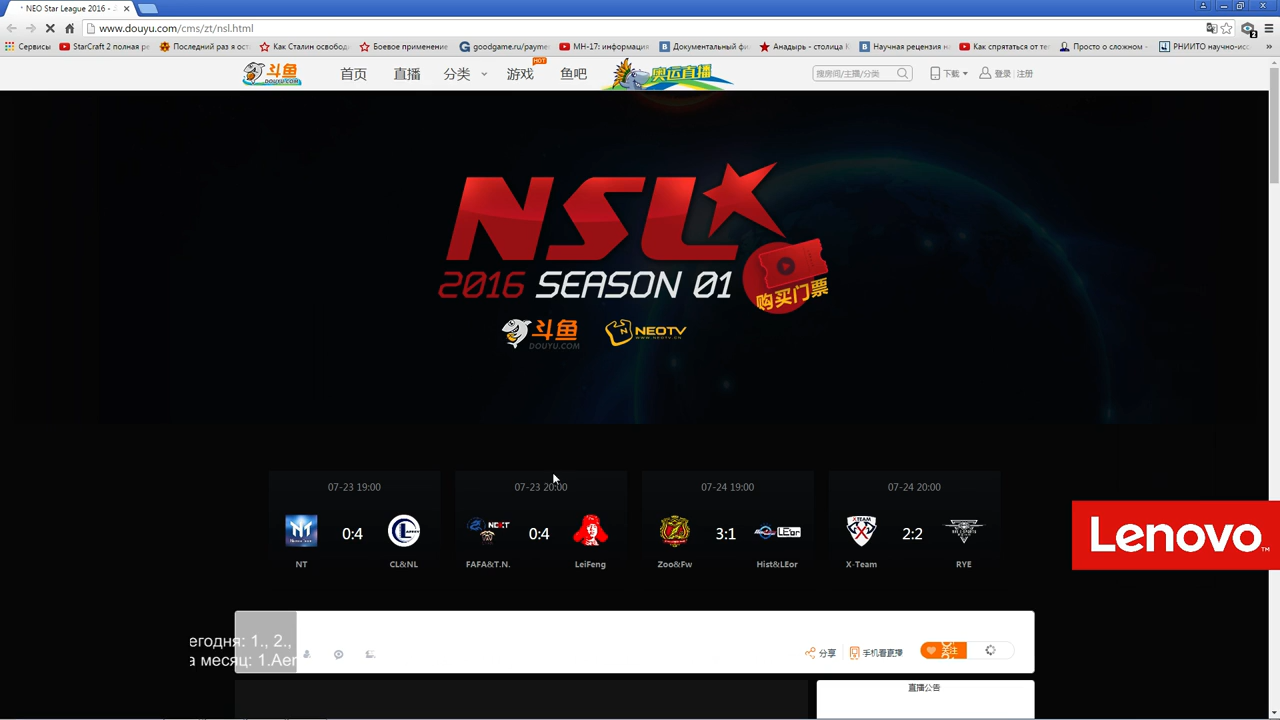 NEO Star League 2016 -
www.douyu.com/cms/zt/nsl.html
Сервисы
StarCraft 2 полная ре
Последний раз я ост
Как Сталин освобод
Боевое применение
goodgame.ru/payme
МН-17: информация
Документальный фи
Анадырь - столица
Научная рецензия н
Как спрятаться от те
Просто о сложном -
РНИИТО научно-исс
斗鱼
DOUYU.COM
首页
直播
分类
游戏
HOT
鱼吧
奥运直播
搜房间/主播/分类
下载
登录
注册
NSL
购买门票
2016 SEASON 01
斗鱼
DOUYU.COM
NEOTV
WWW.NEOTV.CN
07-23 19:00
07-23 20:00
07-24 19:00
07-24 20:00
0:4
0:4
3:1
2:2
NT
CL&NL
FAFA&T.N.
LeiFeng
Zoo&Fw
Hist&LEor
X-Team
RYE
Lenovo™
егодня: 1., 2.,
а месяц: 1.Aer
分享
手机看直播
关注
直播公告